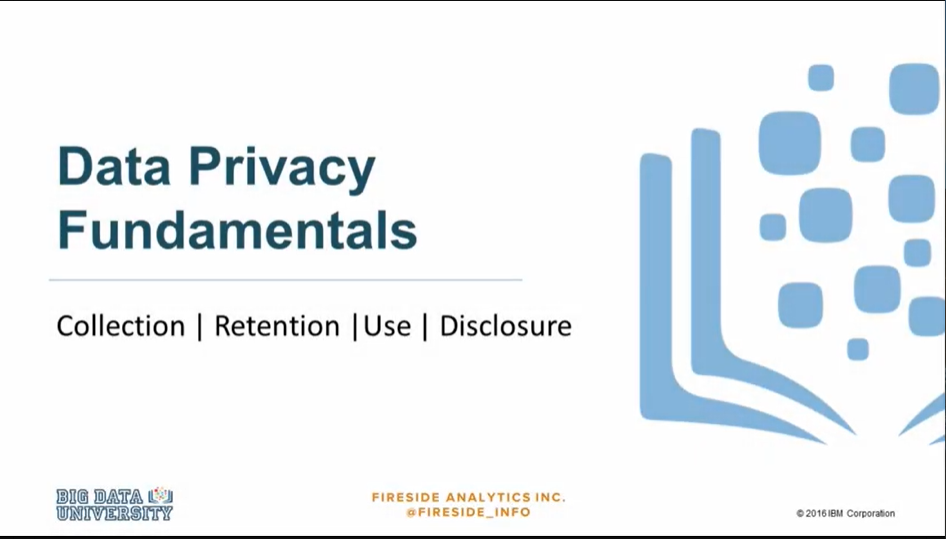 Data Privacy
Fundamentals
Collection | Retention |Use | Disclosure
BIG DATA
UNIVERSITY
FIRESIDE ANALYTICS INC.
@FIRESIDE_INFO
© 2016 IBM Corporation